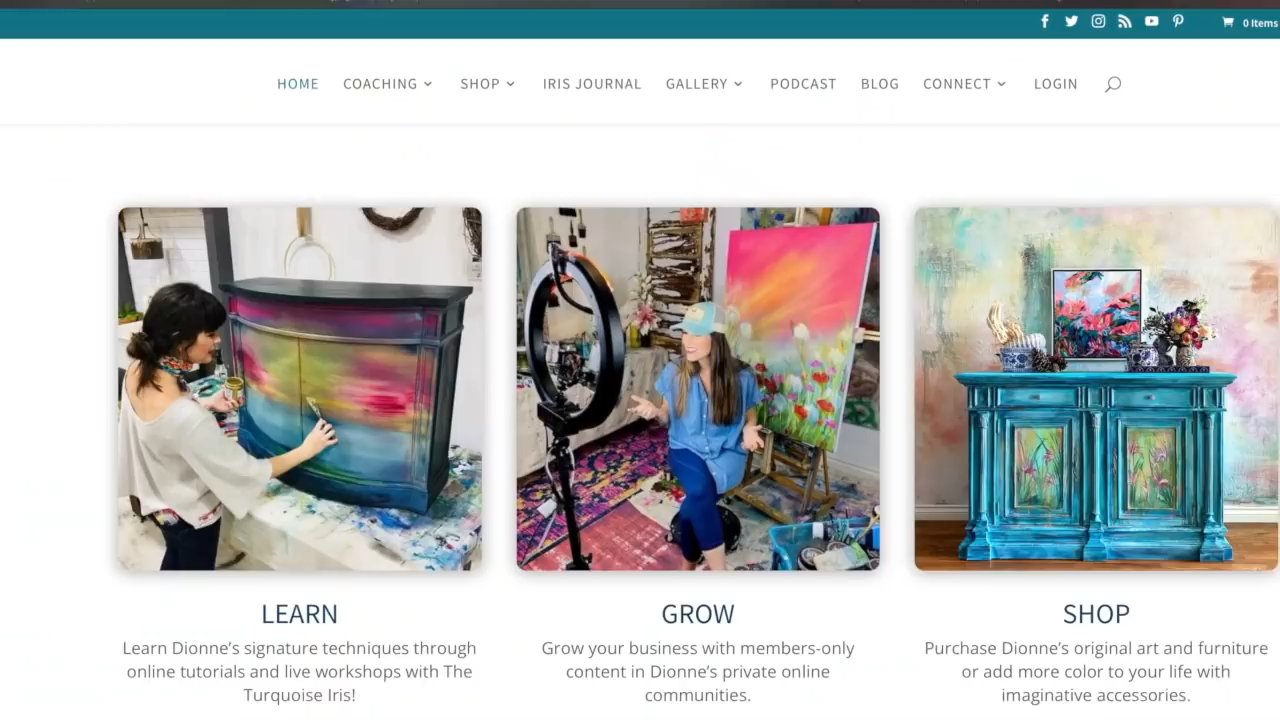 0 Items
HOME COACHING SHOP IRIS JOURNAL GALLERY PODCAST BLOG CONNECT LOGIN
LEARN
Learn Dionne's signature techniques through
online tutorials and live workshops with The
Turquoise Iris!
GROW
Grow your business with members-only
content in Dionne's private online
communities.
SHOP
Purchase Dionne's original art and furniture
or add more color to your life with
imaginative accessories.